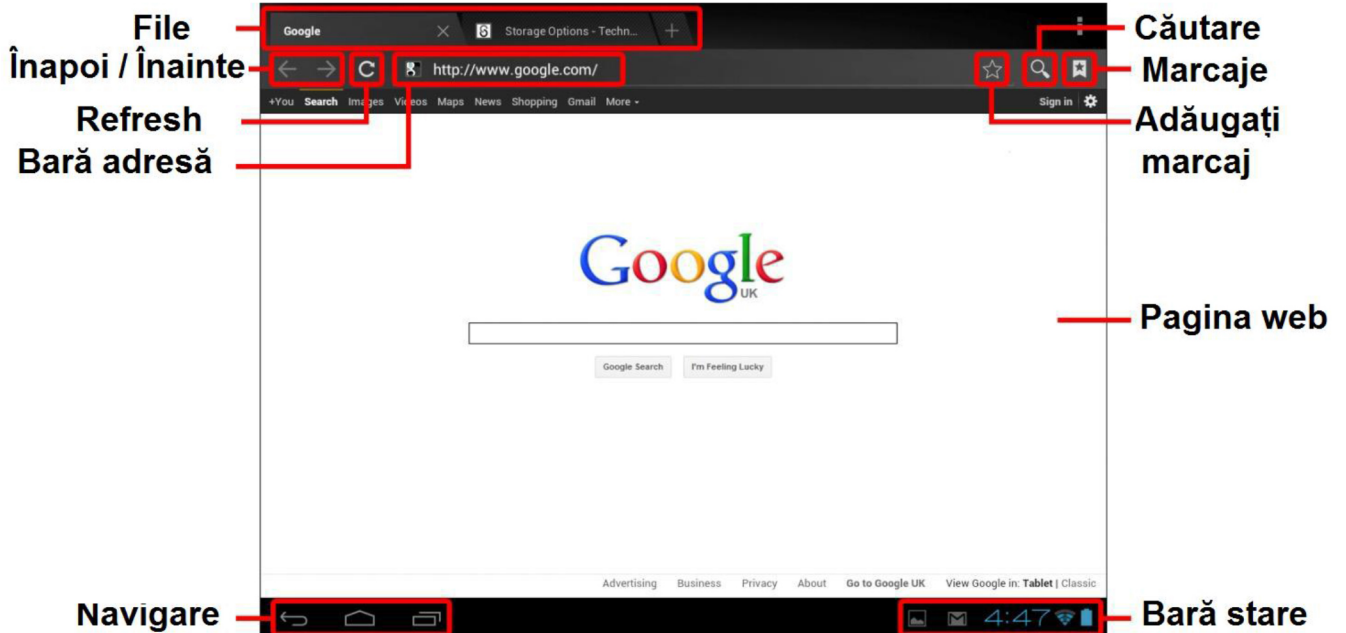 File
Înapoi / Înainte
Refresh
Bară adresă
Google
Storage Options - Techn...
http://www.google.com/
+You Search Images Videos Maps News Shopping Gmail More
Sign in
Căutare
Marcaje
Adăugați
marcaj
Google
UK
Google Search I'm Feeling Lucky
Pagina web
Advertising Business Privacy About Go to Google UK View Google in: Tablet | Classic
Navigare
4:47
Bară stare